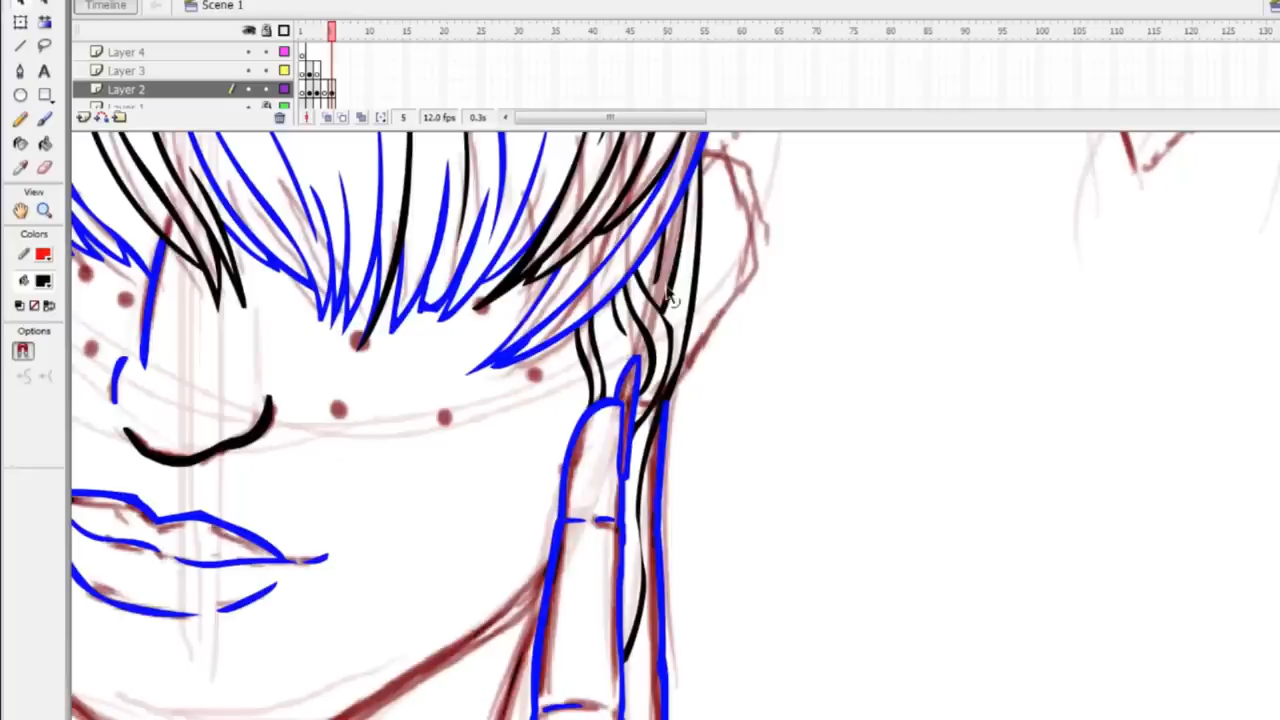 Timeline
Scene 1
1 10 15 20 25 30 35 40 45 50 55 60 65 70 75 80 85 90 95 100 105 110 115 120 125 130
Layer 4
Layer 3
Layer 2
5 12.0 fps 0.3s
View
Colors
Options